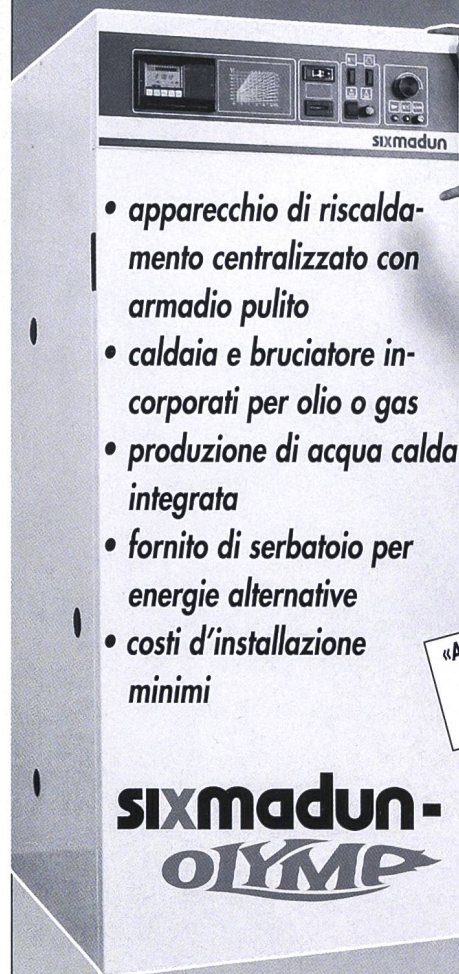 sixmadun
• apparecchio di riscalda-
mento centralizzato con
armadio pulito
• caldaia e bruciatore in-
corporati per olio o gas
• produzione di acqua calda
integrata
• fornito di serbatoio per
energie alternative
• costi d'installazione
minimi
«A
sixmadun-
OLYMP